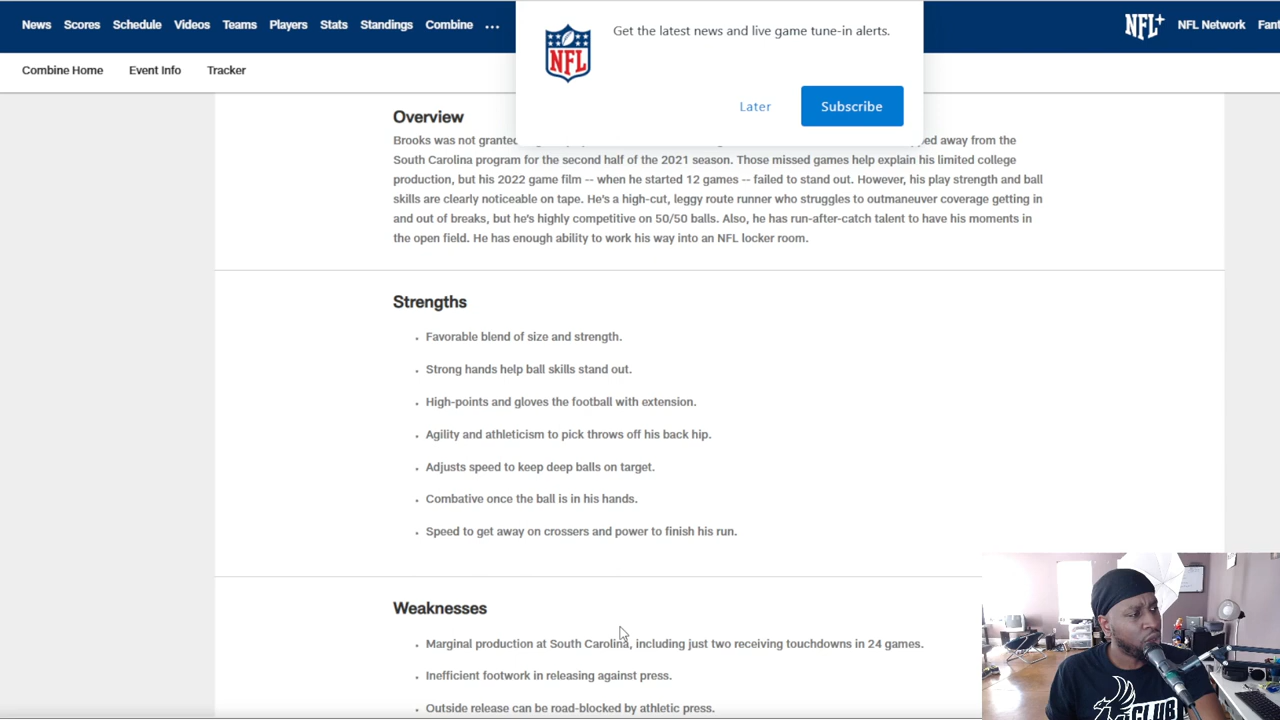 News Scores Schedule Videos Teams Players Stats Standings Combine ... NFL+ NFL Network
Get the latest news and live game tune-in alerts.
NFL
Later Subscribe
Combine Home Event Info Tracker
Overview
Brooks was not granted away from the
South Carolina program for the second half of the 2021 season. Those missed games help explain his limited college
production, but his 2022 game film -- when he started 12 games -- failed to stand out. However, his play strength and ball
skills are clearly noticeable on tape. He's a high-cut, leggy route runner who struggles to outmaneuver coverage getting in
and out of breaks, but he's highly competitive on 50/50 balls. Also, he has run-after-catch talent to have his moments in
the open field. He has enough ability to work his way into an NFL locker room.
Strengths
• Favorable blend of size and strength.
• Strong hands help ball skills stand out.
• High-points and gloves the football with extension.
• Agility and athleticism to pick throws off his back hip.
• Adjusts speed to keep deep balls on target.
• Combative once the ball is in his hands.
• Speed to get away on crossers and power to finish his run.
Weaknesses
• Marginal production at South Carolina, including just two receiving touchdowns in 24 games.
• Inefficient footwork in releasing against press.
• Outside release can be road-blocked by athletic press.
CLUB